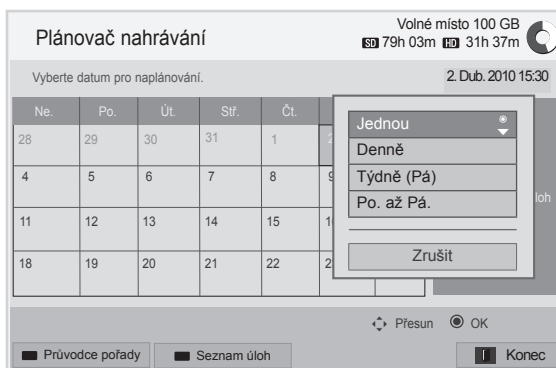 Plánovač nahrávání
Volné místo 100 GB
SD 79h 03m HD 31h 37m
Vyberte datum pro naplánování.
2. Dub. 2010 15:30
Ne. Po. Út. Stř. Čt.
28 29 30 31 1
4 5 6 7 8
11 12 13 14 15
18 19 20 21 22
Jednou
Denně
Týdně (Pá)
Po. až Pá.
Zrušit
Přesun OK
Průvodce pořady Seznam úloh Konec